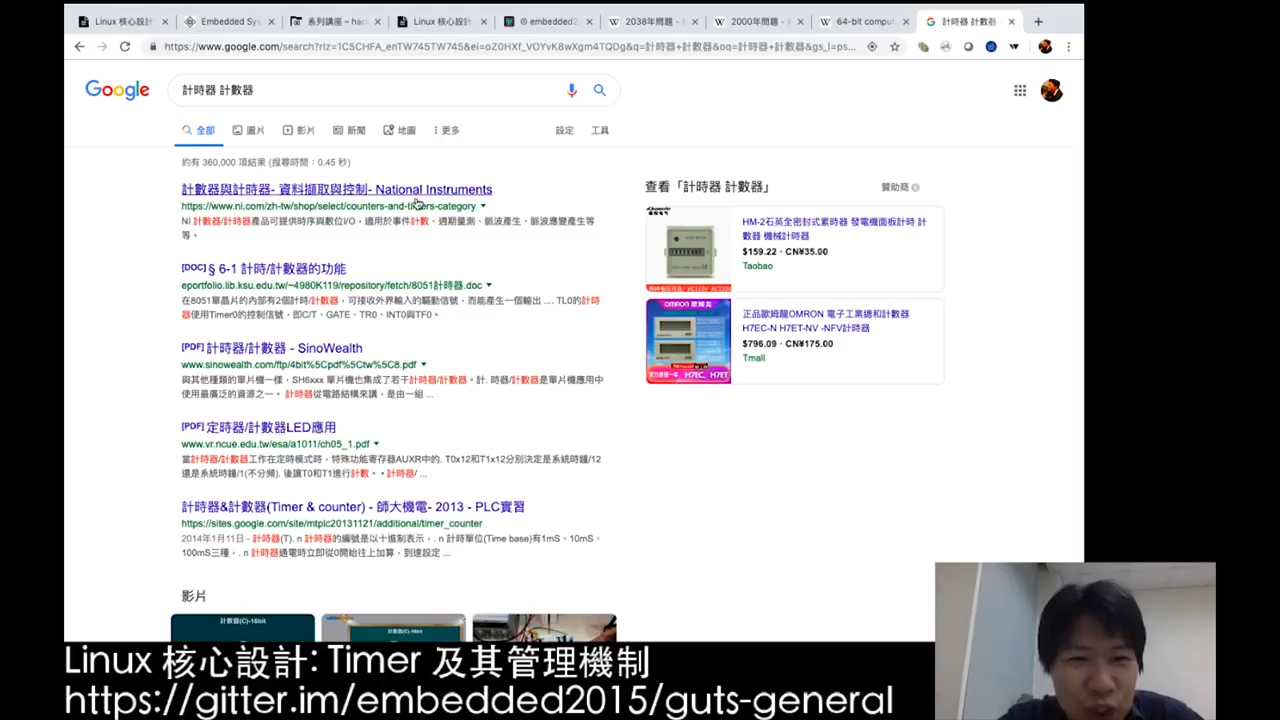 Linux 核心設計
Embedded Sys
系列講座 – hac
Linux 核心設計
embedded2
2038年問題 -
2000年問題 -
64-bit comput
計時器 計數器
https://www.google.com/search?rlz=1C5CHFA_enTW745TW745&ei=oZ0HXf_VOYvK8wXgm4TQDg&q=計時器+計數器&oq=計時器+計數器&gs_l=ps...
Google
計時器 計數器
全部 圖片 影片 新聞 地圖 更多 設定 工具
約有 360,000 項結果 (搜尋時間：0.45 秒)
計數器與計時器- 資料擷取與控制- National Instruments
https://www.ni.com/zh-tw/shop/select/counters-and-timers-category
NI 計數器/計時器產品可提供時序與數位I/O，適用於事件計數、週期量測、脈波產生、脈波應變產生等
等。
[DOC] § 6-1 計時/計數器的功能
eportfolio.lib.ksu.edu.tw/~4980K119/repository/fetch/8051計時器.doc
在8051單晶片的內部有2個計時/計數器，可接收外界輸入的驅動信號，而能產生一個輸出 .... TL0的計時
器使用Timer0的控制信號，即C/T、GATE、TR0、INT0與TF0。
[PDF] 計時器/計數器 - SinoWealth
www.sinowealth.com/ftp/4bit%5Cpdf%5Ctw%5C8.pdf
與其他種類的單片機一樣，SH6xxx 單片機也集成了若干計時器/計數器。計. 時器/計數器是單片機應用中
使用最廣泛的資源之一。 計時器從電路結構來講，是由一組 ...
[PDF] 定時器/計數器LED應用
www.vr.ncue.edu.tw/esa/a1011/ch05_1.pdf
當計時器/計數器工作在定時模式時，特殊功能寄存器AUXR中的. T0x12和T1x12分別決定是系統時鐘/12
還是系統時鐘/1(不分頻). 後讓T0和T1進行計數。 • 計時器/ ...
計時器&計數器(Timer & counter) - 師大機電- 2013 - PLC實習
https://sites.google.com/site/mtplc20131121/additional/timer_counter
2014年1月11日 - 計時器(T). n 計時器的編號是以十進制表示，. n 計時單位(Time base)有1mS、10mS、
100mS三種，. n 計時器通電時立即從0開始往上加算，到達設定 ...
影片
計數器(C)-16bit
計數器(C)-16bit
查看「計時器 計數器」
贊助商
HM-2石英全密封式累時器 發電機面板計時 計
數器 機械計時器
$159.22 · CN¥35.00
Taobao
OMRON
H7EC、H7ET
正品歐姆龍OMRON 電子工業總和計數器
H7EC-N H7ET-NV -NFV計時器
$796.09 · CN¥175.00
Tmall
Linux 核心設計: Timer 及其管理機制
https://gitter.im/embedded2015/guts-general